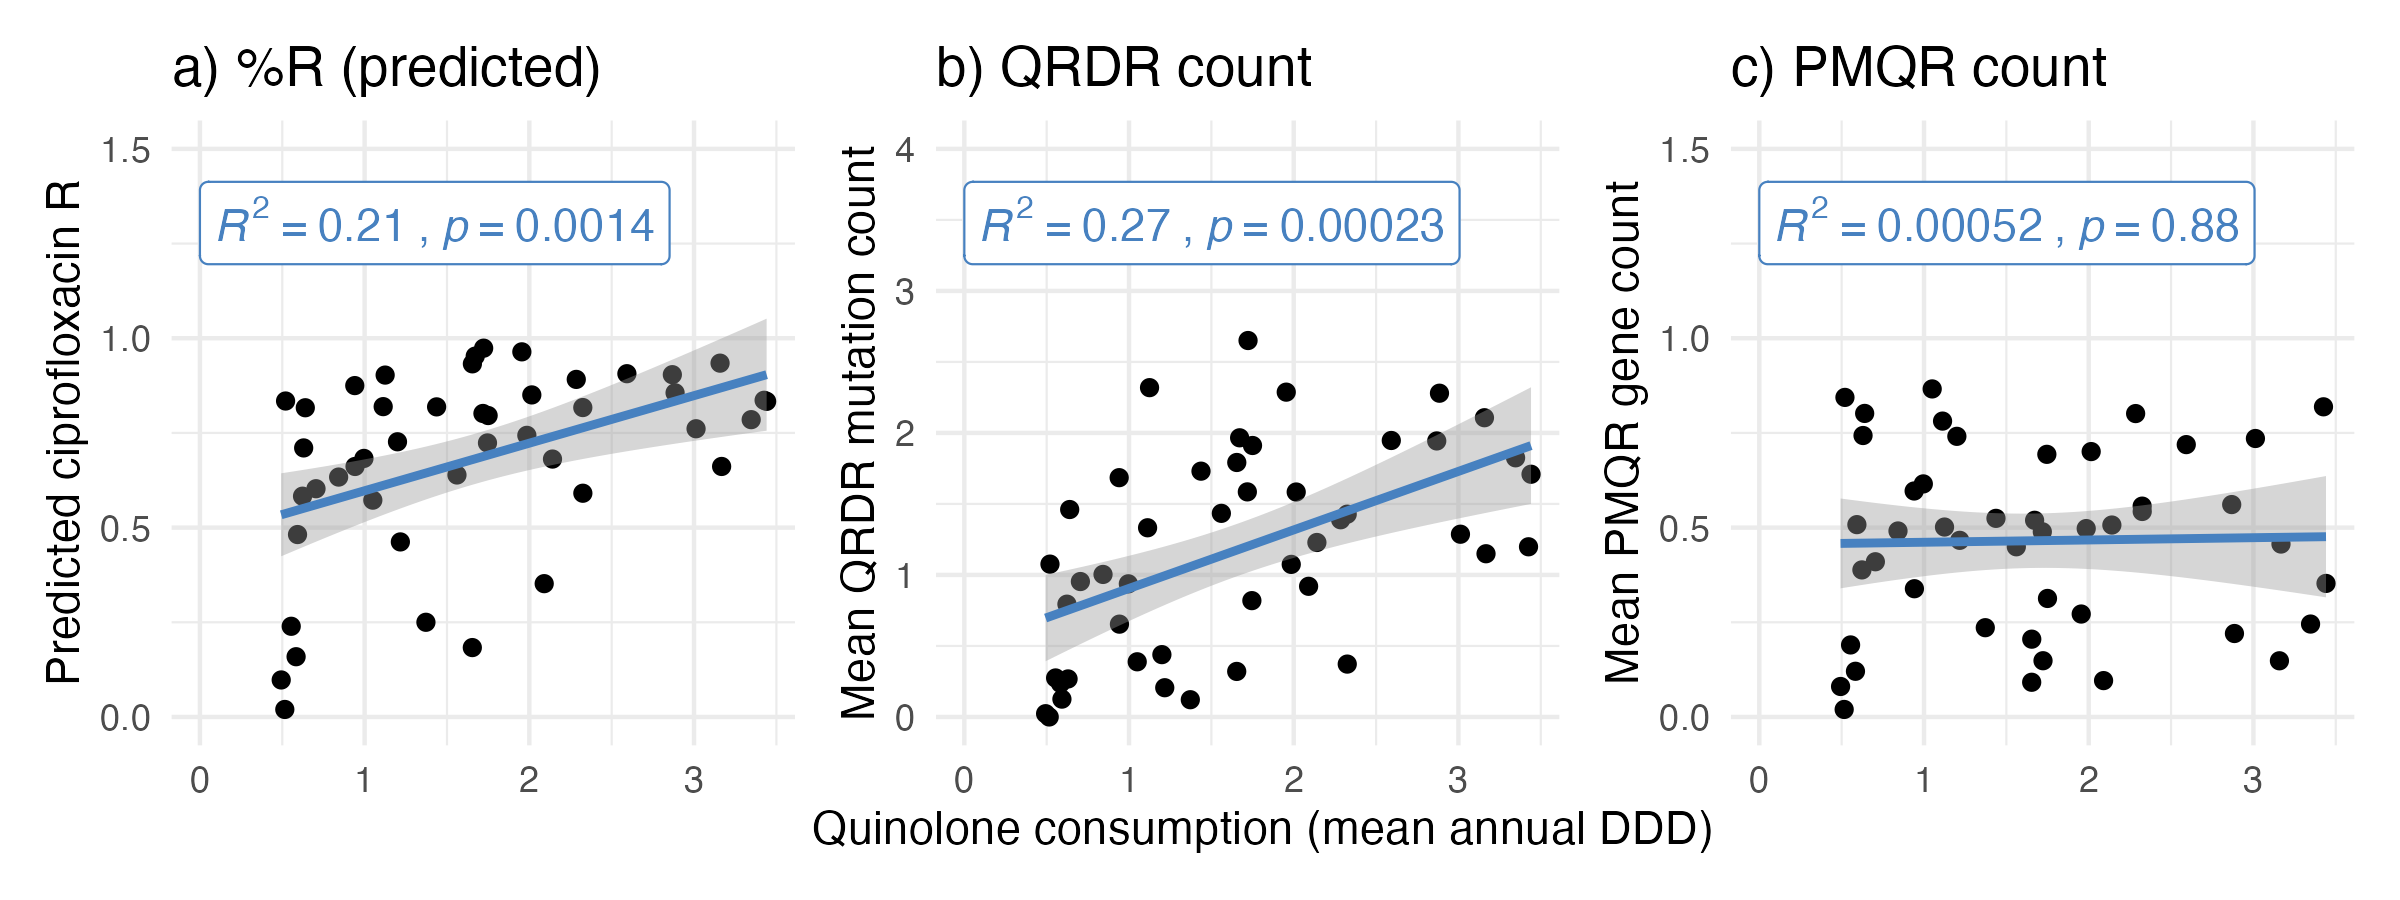 a) %R (predicted)
Predicted ciprofloxacin R
1.5
1.0
0.5
0.0
R² = 0.21 , p = 0.0014
0 1 2 3
b) QRDR count
Mean QRDR mutation count
4
3
2
1
0
R² = 0.27 , p = 0.00023
0 1 2 3
c) PMQR count
Mean PMQR gene count
1.5
1.0
0.5
0.0
R² = 0.00052 , p = 0.88
0 1 2 3
Quinolone consumption (mean annual DDD)